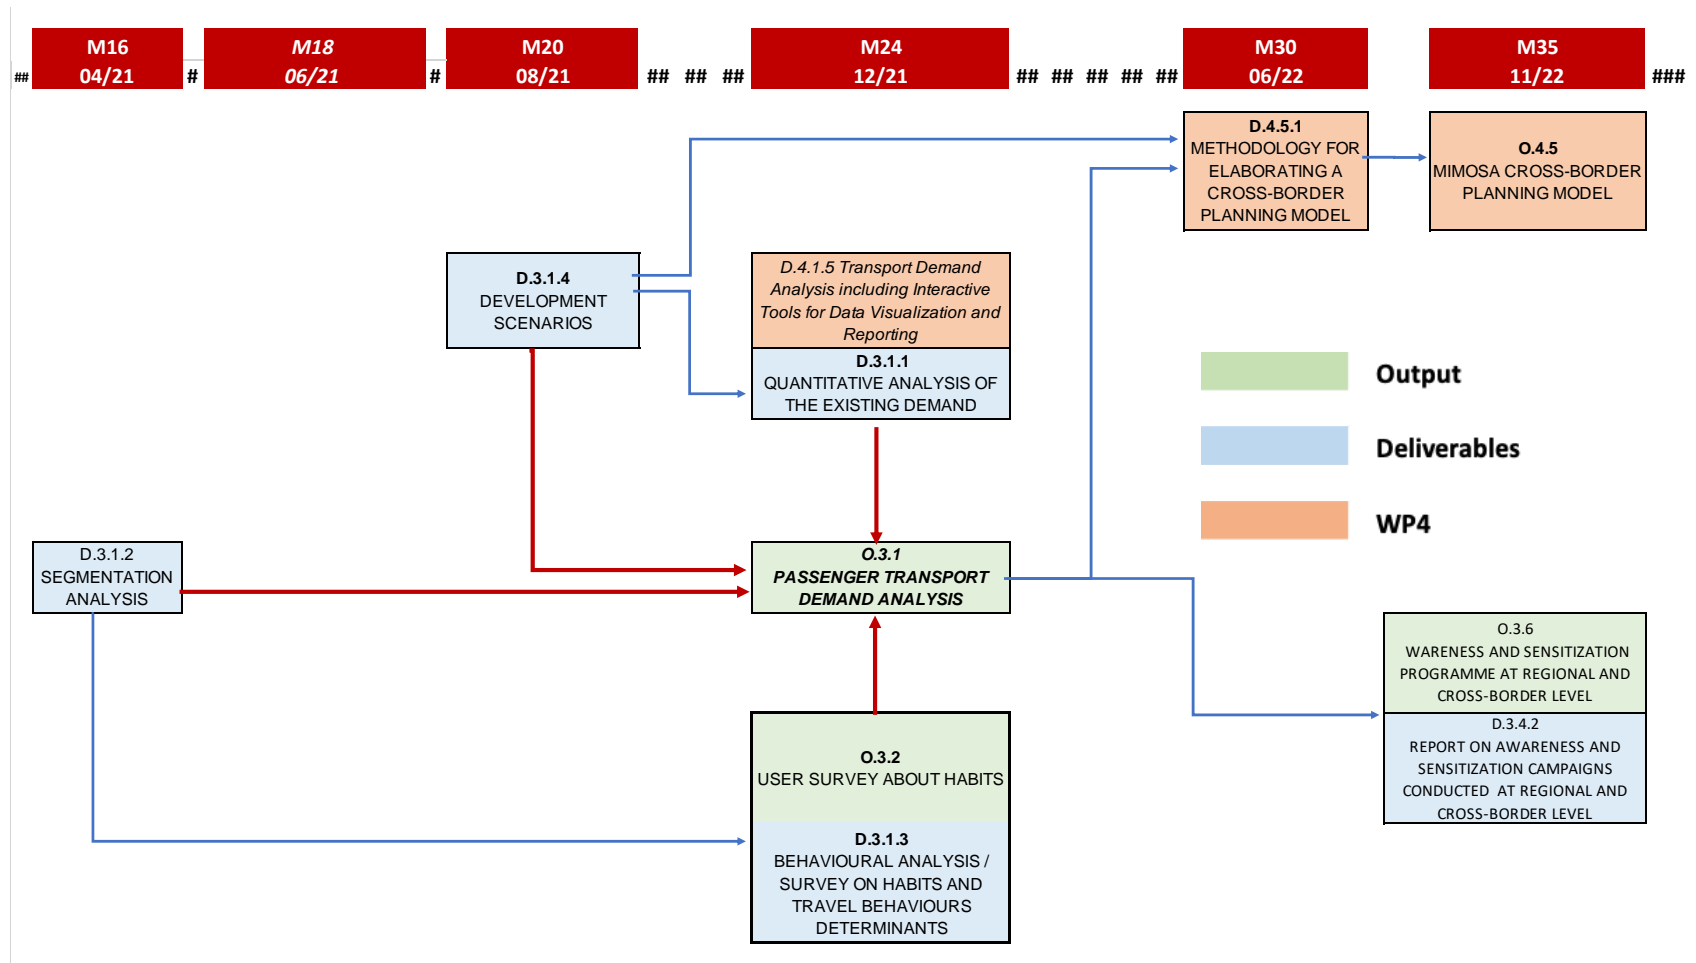 M16
04/21
M18
06/21
M20
08/21
M24
12/21
M30
06/22
M35
11/22
##
#
#
## ## ##
## ## ## ## ##
###
D.4.5.1
METHODOLOGY FOR
ELABORATING A
CROSS-BORDER
PLANNING MODEL
O.4.5
MIMOSA CROSS-BORDER
PLANNING MODEL
D.3.1.4
DEVELOPMENT
SCENARIOS
D.4.1.5 Transport Demand
Analysis including Interactive
Tools for Data Visualization and
Reporting
D.3.1.1
QUANTITATIVE ANALYSIS OF
THE EXISTING DEMAND
Output
Deliverables
WP4
D.3.1.2
SEGMENTATION
ANALYSIS
O.3.1
PASSENGER TRANSPORT
DEMAND ANALYSIS
O.3.6
WARENESS AND SENSITIZATION
PROGRAMME AT REGIONAL AND
CROSS-BORDER LEVEL
D.3.4.2
REPORT ON AWARENESS AND
SENSITIZATION CAMPAIGNS
CONDUCTED AT REGIONAL AND
CROSS-BORDER LEVEL
O.3.2
USER SURVEY ABOUT HABITS
D.3.1.3
BEHAVIOURAL ANALYSIS /
SURVEY ON HABITS AND
TRAVEL BEHAVIOURS
DETERMINANTS